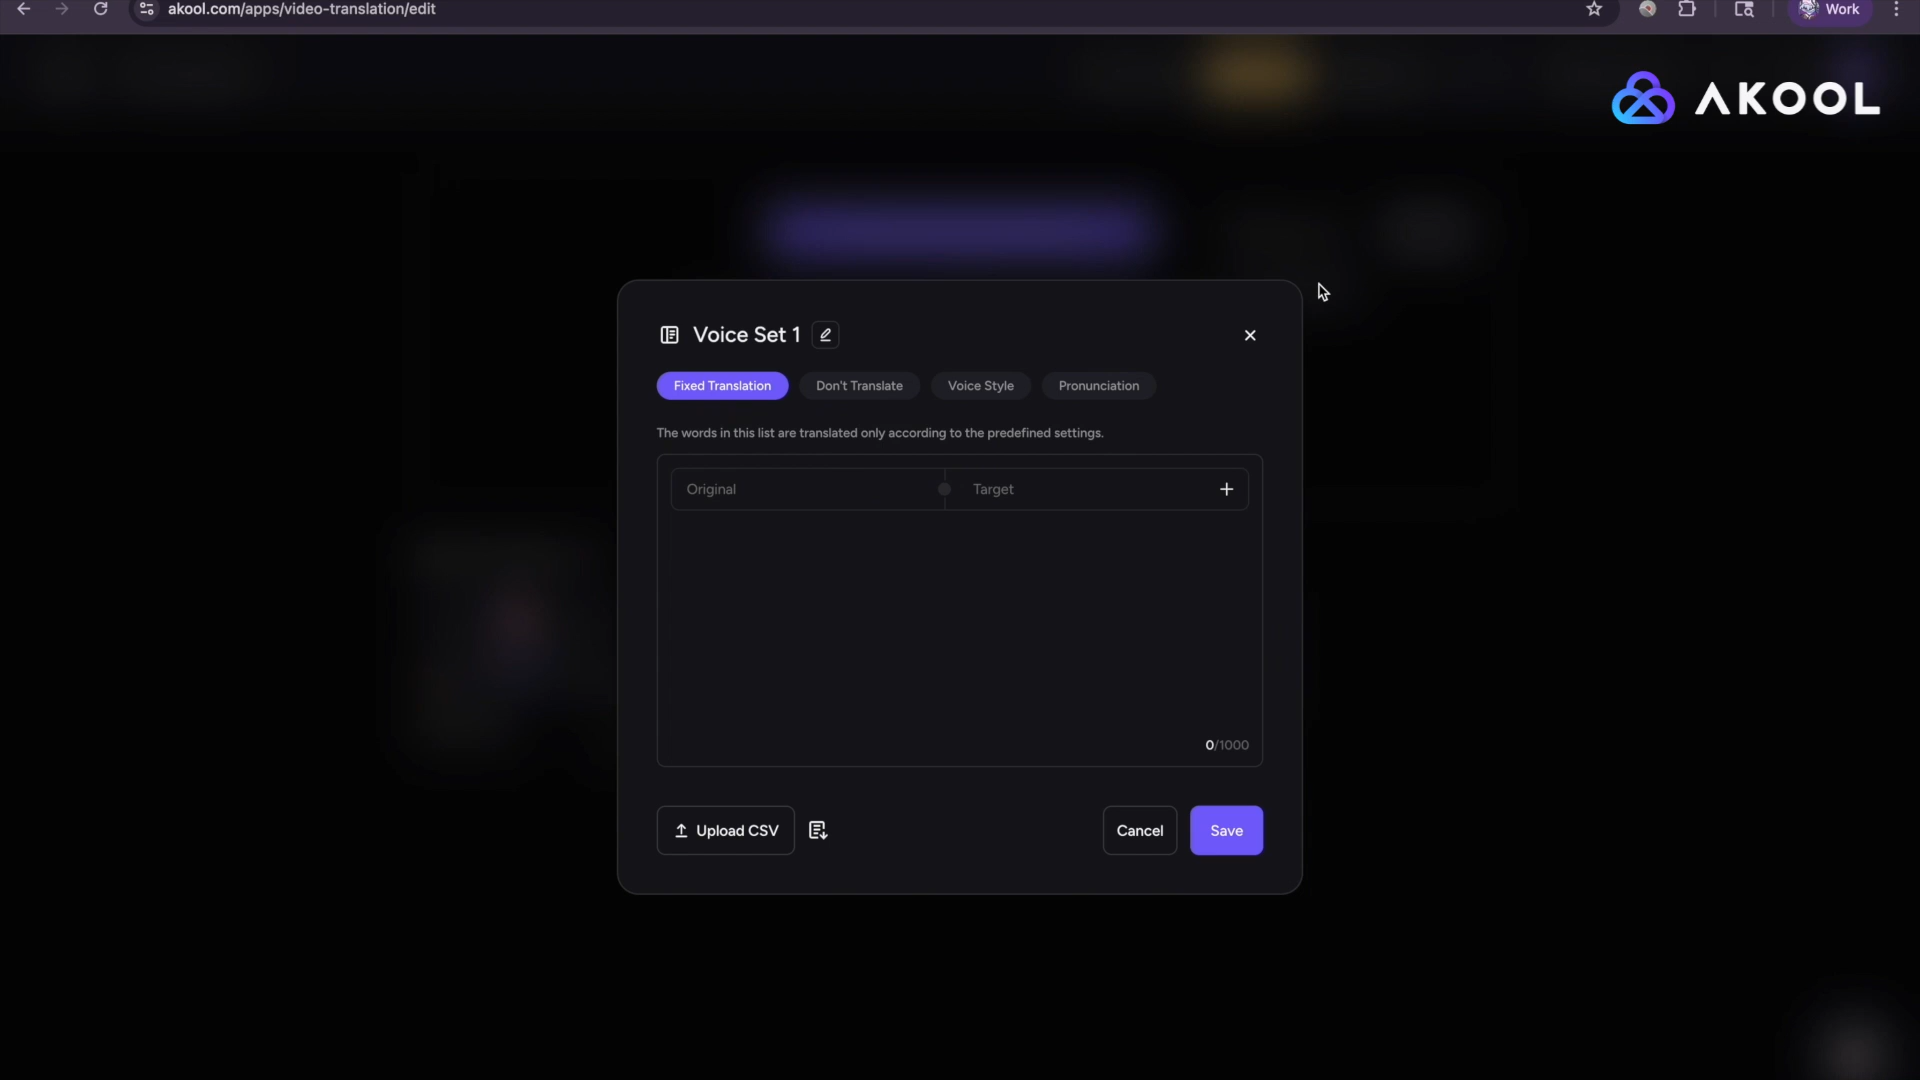 akool.com/apps/video-translation/edit
Work
AKOOL
Voice Set 1
Fixed Translation
Don't Translate
Voice Style
Pronunciation
The words in this list are translated only according to the predefined settings.
Original
Target
0/1000
Upload CSV
Cancel
Save